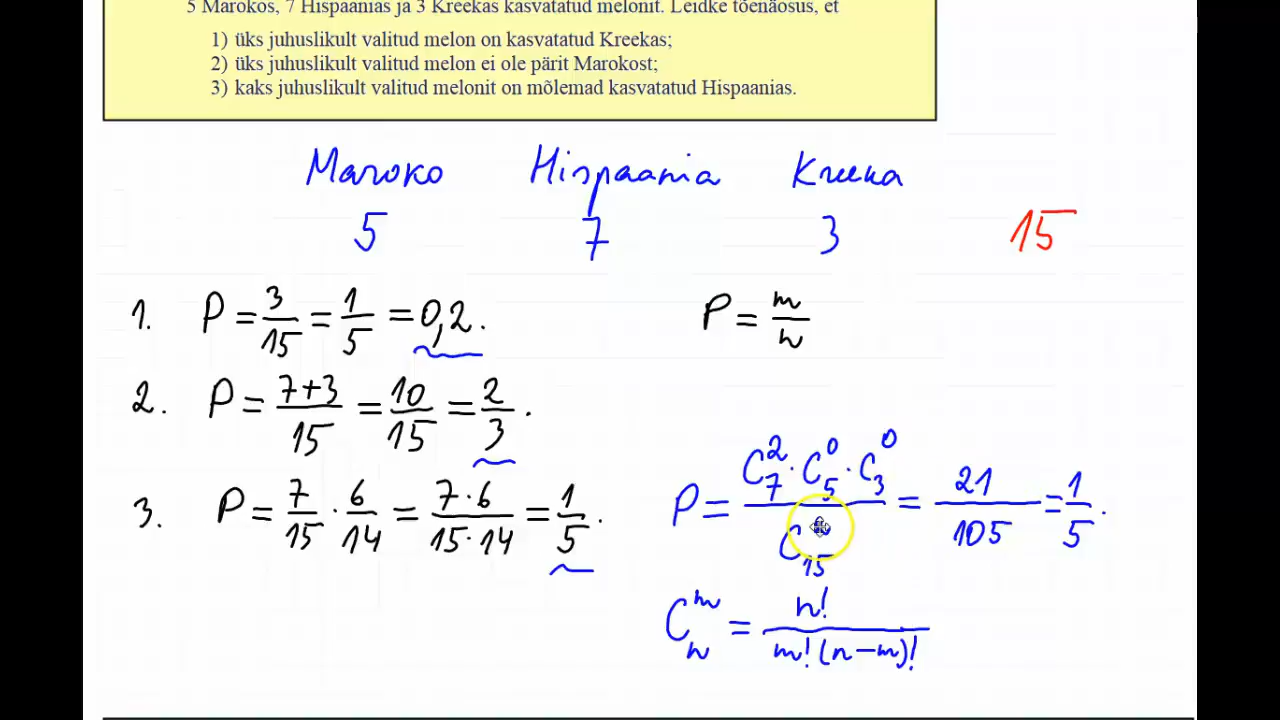 5 Marokos, 7 Hispaanias ja 3 Kreekas kasvatatud melonit. Leidke tõenäosus, et
1) üks juhuslikult valitud melon on kasvatatud Kreekas;
2) üks juhuslikult valitud melon ei ole pärit Marokost;
3) kaks juhuslikult valitud melonit on mõlemad kasvatatud Hispaanias.
Maroko Hispaania Kreeka
5 7 3 15
1. P = 3/15 = 1/5 = 0,2. P = m/n
2. P = (7+3)/15 = 10/15 = 2/3.
3. P = 7/15 · 6/14 = (7·6)/(15·14) = 1/5. P = (C₇² · C₅⁰ · C₃⁰)/C₁₅ = 21/105 = 1/5.
Cₙᵐ = n!/(m!(n−m)!)